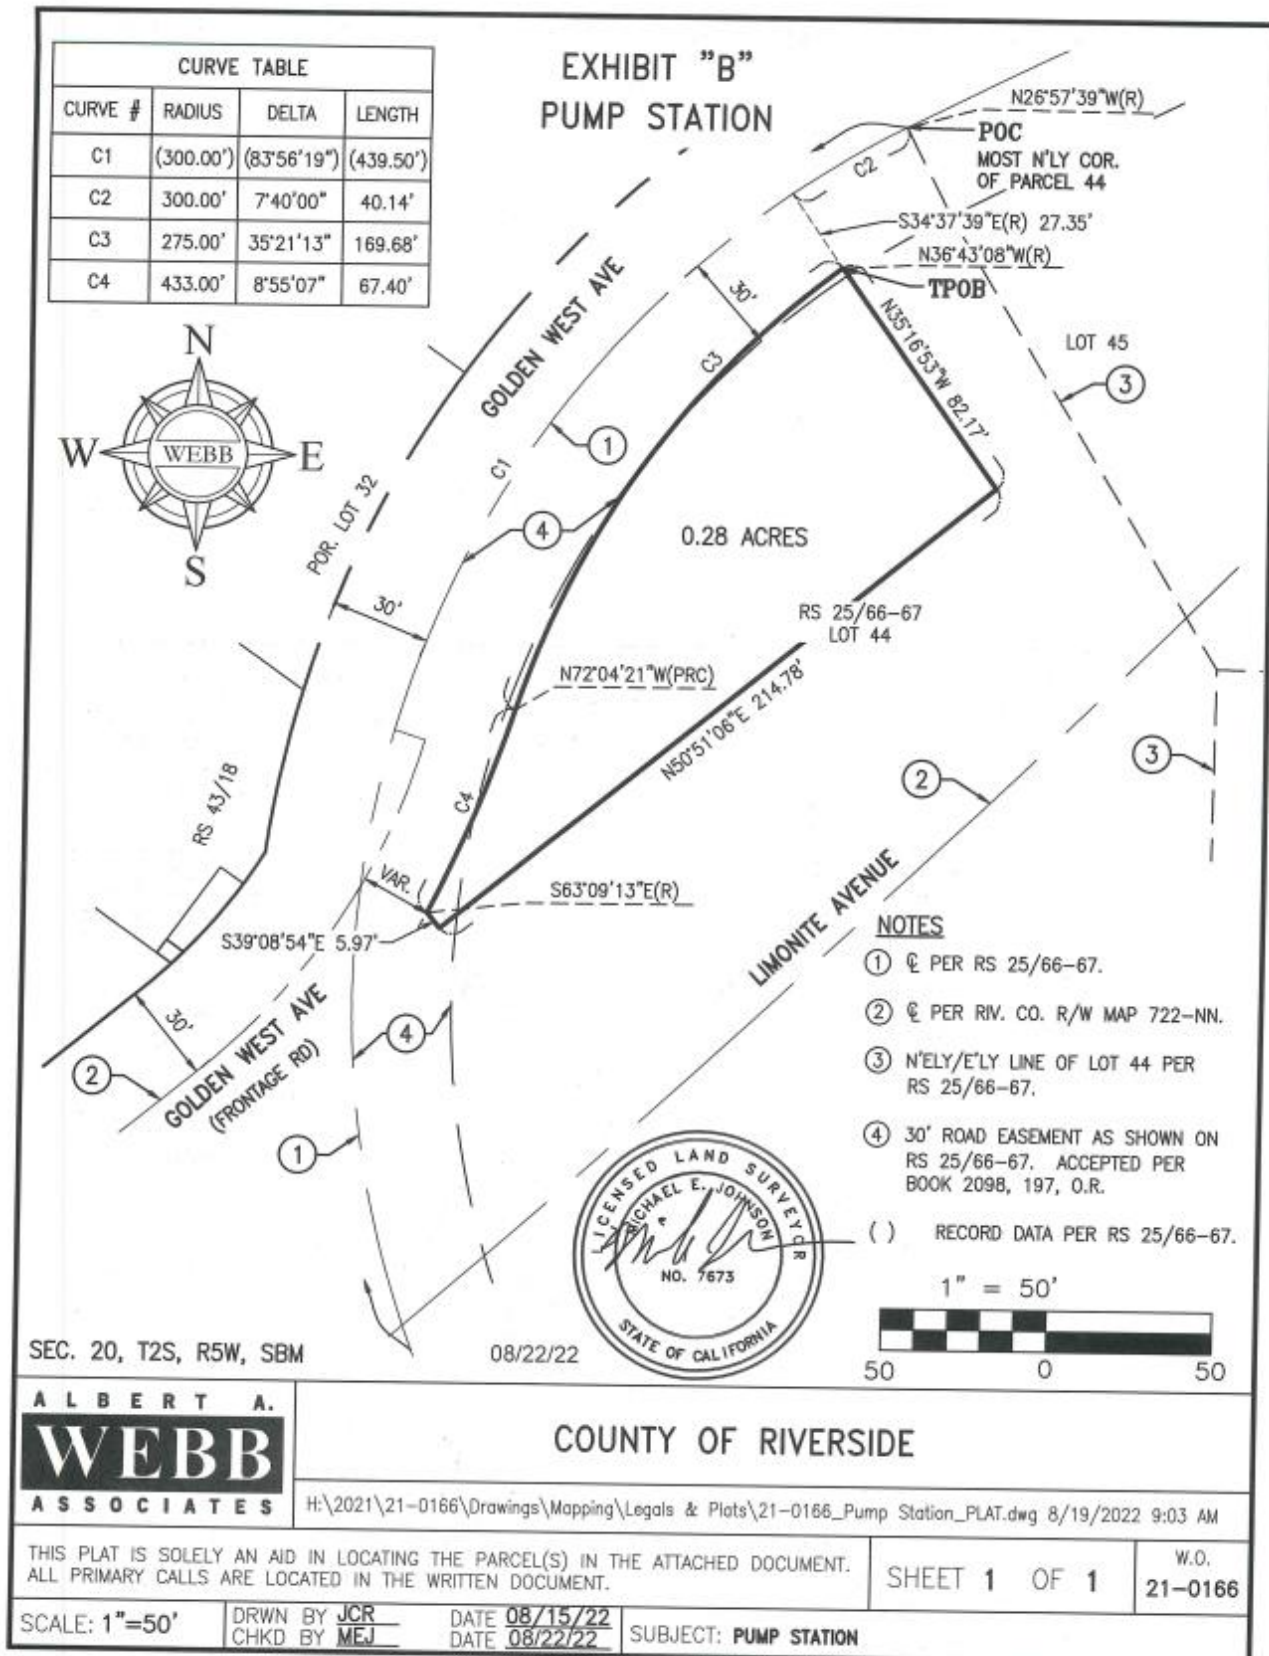 EXHIBIT "B"
PUMP STATION
CURVE TABLE
CURVE # RADIUS DELTA LENGTH
C1 (300.00') (83°56'19") (439.50')
C2 300.00' 7°40'00" 40.14'
C3 275.00' 35°21'13" 169.68'
C4 433.00' 8°55'07" 67.40'
N
W WEBB E
S
N26°57'39"W(R)
POC
MOST N'LY COR.
OF PARCEL 44
C2
S34°37'39"E(R) 27.35'
N36°43'08"W(R)
TPOB
GOLDEN WEST AVE
30'
C3
N35°16'53"W 82.17'
LOT 45
3
1
C1
POR. LOT 32
4
0.28 ACRES
30'
RS 25/66-67
LOT 44
N72°04'21"W(PRC)
N50°51'06"E 214.78'
3
2
RS 43/18
C4
VAR.
S63°09'13"E(R)
S39°08'54"E 5.97'
LIMONITE AVENUE
30'
GOLDEN WEST AVE
(FRONTAGE RD)
4
2
1
NOTES
1 ℄ PER RS 25/66-67.
2 ℄ PER RIV. CO. R/W MAP 722-NN.
3 N'ELY/E'LY LINE OF LOT 44 PER
RS 25/66-67.
4 30' ROAD EASEMENT AS SHOWN ON
RS 25/66-67. ACCEPTED PER
BOOK 2098, 197, O.R.
( ) RECORD DATA PER RS 25/66-67.
LICENSED LAND SURVEYOR
MICHAEL E. JOHNSON
NO. 7673
STATE OF CALIFORNIA
1" = 50'
50 0 50
SEC. 20, T2S, R5W, SBM
08/22/22
ALBERT A.
WEBB
ASSOCIATES
COUNTY OF RIVERSIDE
H:\2021\21-0166\Drawings\Mapping\Legals & Plats\21-0166_Pump Station_PLAT.dwg 8/19/2022 9:03 AM
THIS PLAT IS SOLELY AN AID IN LOCATING THE PARCEL(S) IN THE ATTACHED DOCUMENT.
ALL PRIMARY CALLS ARE LOCATED IN THE WRITTEN DOCUMENT.
SHEET 1 OF 1
W.O.
21-0166
SCALE: 1"=50'
DRWN BY JCR DATE 08/15/22
CHKD BY MEJ DATE 08/22/22
SUBJECT: PUMP STATION